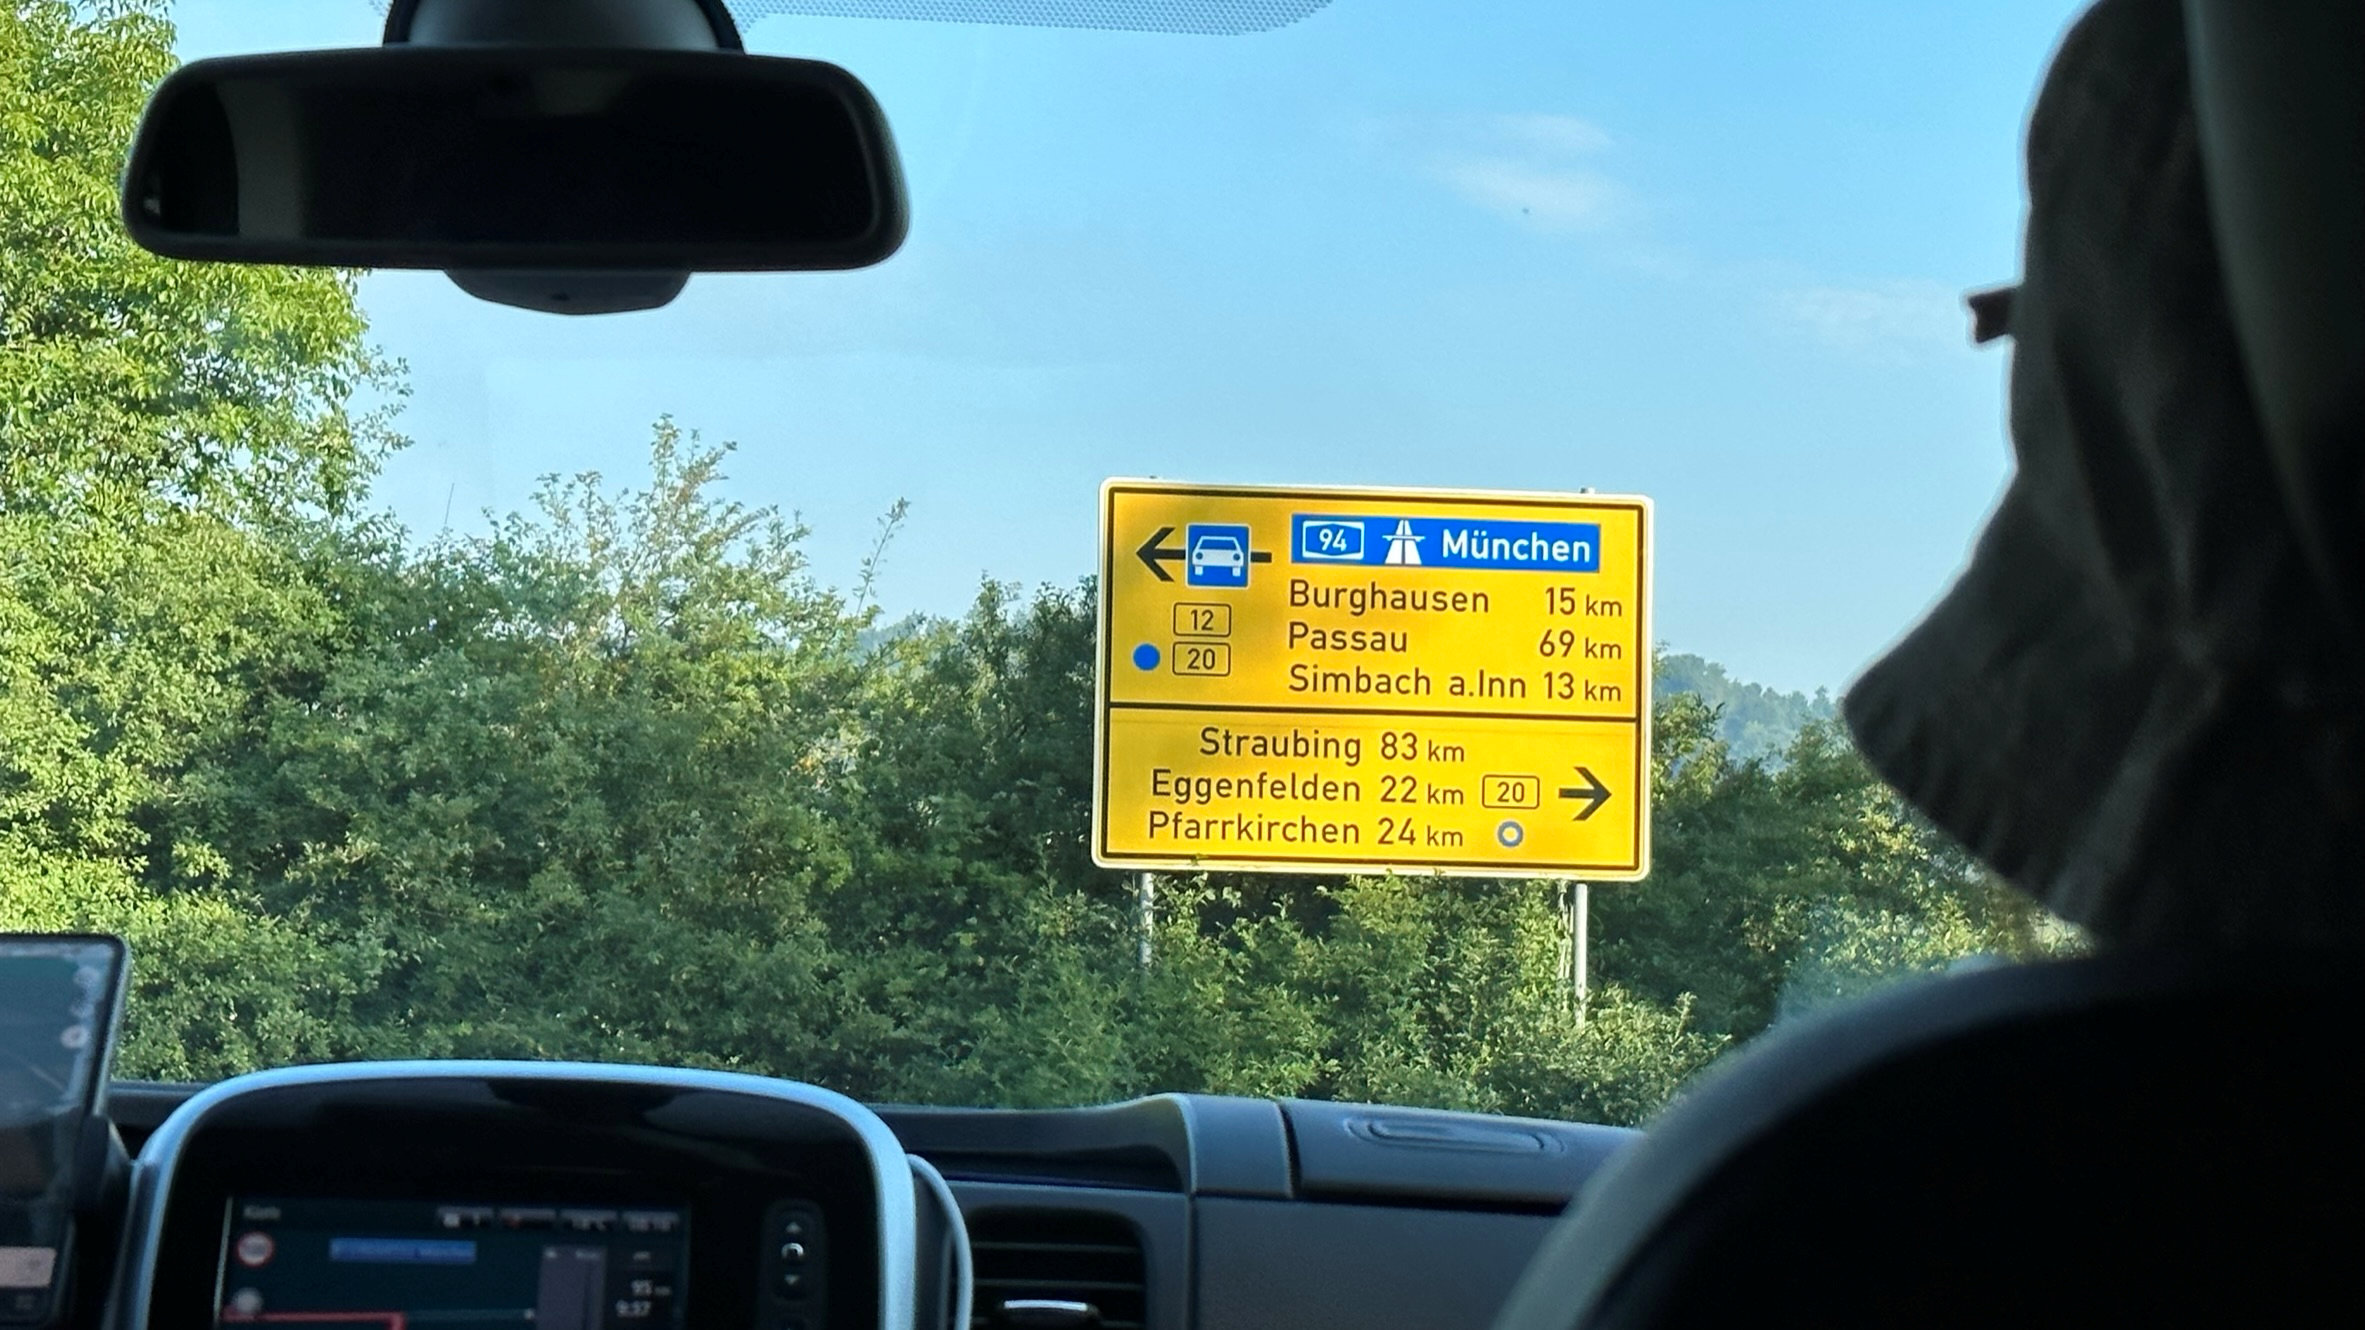 94 München
Burghausen 15 km
12
Passau 69 km
20
Simbach a.Inn 13 km
Straubing 83 km
Eggenfelden 22 km 20
Pfarrkirchen 24 km